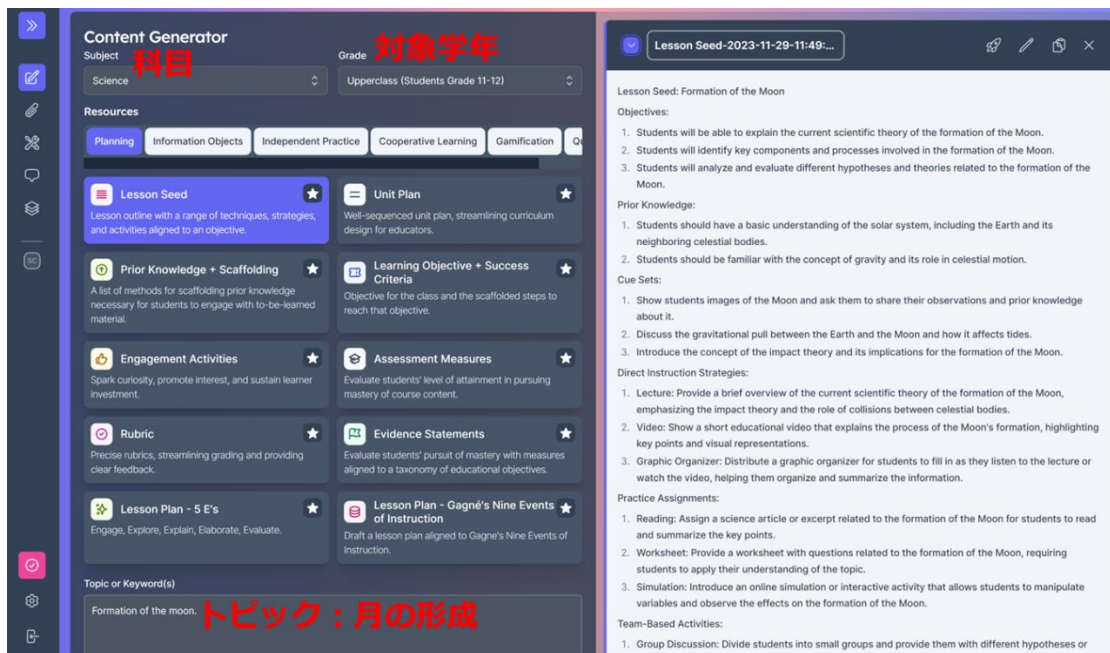 Content Generator
Subject
科目
Science
Grade
対象学年
Upperclass (Students Grade 11-12)
Resources
Planning
Information Objects
Independent Practice
Cooperative Learning
Gamification
Lesson Seed
Lesson outline with a range of techniques, strategies,
and activities aligned to an objective.
Unit Plan
Well-sequenced unit plan, streamlining curriculum
design for educators.
Prior Knowledge + Scaffolding
A list of methods for scaffolding prior knowledge
necessary for students to engage with to-be-learned
material.
Learning Objective +
Success
Criteria
Objective for the class and the scaffolded steps to
reach that objective.
Engagement Activities
Spark curiosity, promote interest, and sustain learner
investment.
Assessment Measures
Evaluate students' level of attainment in pursuing
mastery of course content.
Rubric
Precise rubrics, streamlining grading and providing
clear feedback.
Evidence Statements
Evaluate students' pursuit of mastery with measures
aligned to a taxonomy of educational objectives.
Lesson Plan - 5 E's
Engage, Explore, Explain, Elaborate, Evaluate.
Lesson Plan - Gagné's Nine Events
of Instruction
Draft a lesson plan aligned to Gagne's Nine Events of
Instruction.
Topic or Keyword(s)
Formation of the moon.
トピック：月の形成
SC
Lesson Seed-2023-11-29-11:49:...
Lesson Seed: Formation of the Moon
Objectives:
1. Students will be able to explain the current scientific theory of the formation of the Moon.
2. Students will identify key components and processes involved in the formation of the Moon.
3. Students will analyze and evaluate different hypotheses and theories related to the formation of the
Moon.
Prior Knowledge:
1. Students should have a basic understanding of the solar system, including the Earth and its
neighboring celestial bodies.
2. Students should be familiar with the concept of gravity and its role in celestial motion.
Cue Sets:
1. Show students images of the Moon and ask them to share their observations and prior knowledge
about it.
2. Discuss the gravitational pull between the Earth and the Moon and how it affects tides.
3. Introduce the concept of the impact theory and its implications for the formation of the Moon.
Direct Instruction Strategies:
1. Lecture: Provide a brief overview of the current scientific theory of the formation of the Moon,
emphasizing the impact theory and the role of collisions between celestial bodies.
2. Video: Show a short educational video that explains the process of the Moon's formation, highlighting
key points and visual representations.
3. Graphic Organizer: Distribute a graphic organizer for students to fill in as they listen to the lecture or
watch the video, helping them organize and summarize the information.
Practice Assignments:
1. Reading: Assign a science article or excerpt related to the formation of the Moon for students to read
and summarize the key points.
2. Worksheet: Provide a worksheet with questions related to the formation of the Moon, requiring
students to apply their understanding of the topic.
3. Simulation: Introduce an online simulation or interactive activity that allows students to manipulate
variables and observe the effects on the formation of the Moon.
Team-Based Activities:
1. Group Discussion: Divide students into small groups and provide them with different hypotheses or